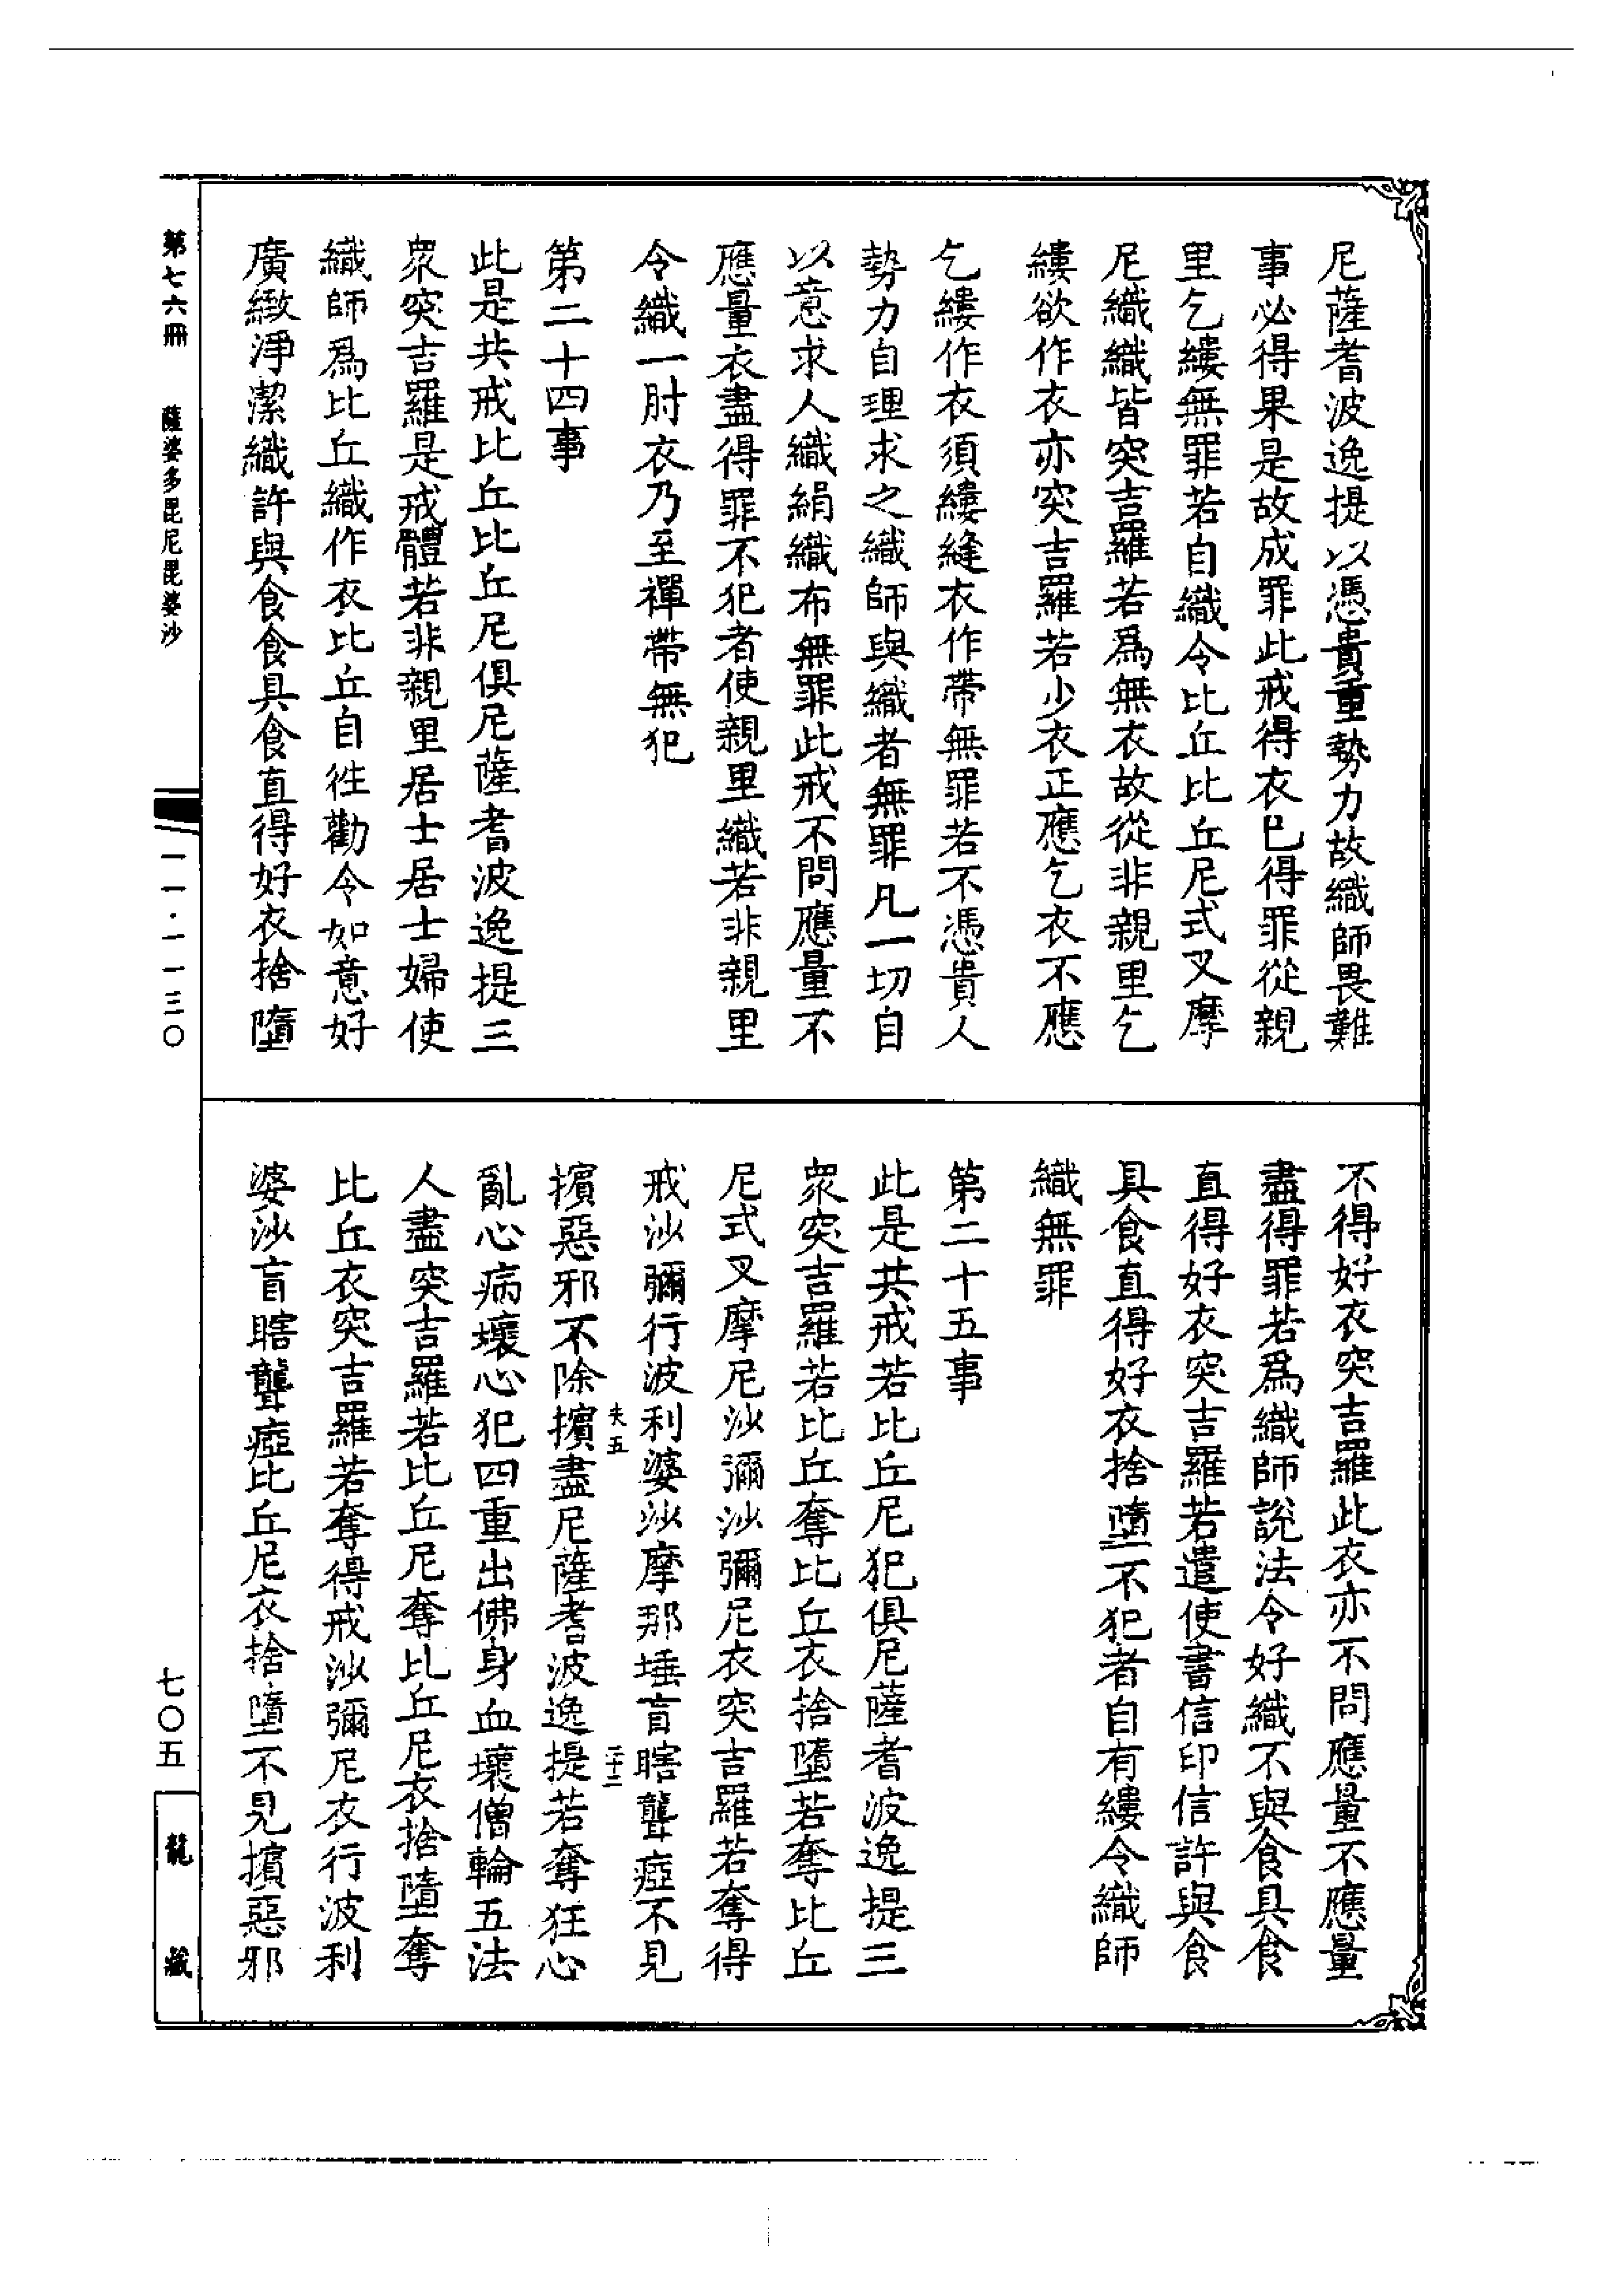 尼薩耆波逸提以憑貴重勢力故織師畏難
事必得果是故成罪此戒得衣已得罪從親
里乞縷無罪若自織令比丘比丘尼式叉摩
尼織織皆突吉羅若爲無衣故從非親里乞
縷欲作衣亦突吉羅若少衣正應乞衣不應
乞縷作衣須縷縫衣作帶無罪若不憑貴人
勢力自理求之織師與織者無罪凡一切自
以意求人織絹織布無罪此戒不問應量不
應量衣盡得罪不犯者使親里織若非親里
令織一肘衣乃至禪帶無犯
第二十四事
此是共戒比丘比丘尼俱尼薩耆波逸提三
衆突吉羅是戒體若非親里居士居士婦使
織師爲比丘織作衣比丘自徃勸令如意好
廣緻淨潔織許與食食具食直得好衣捨墮
不得好衣突吉羅此衣亦不問應量不應量
盡得罪若爲織師說法令好織不與食具食
直得好衣突吉羅若遣使書信印信許與食
具食直得好衣捨墮不犯者自有縷令織師
織無罪
第二十五事
此是共戒若比丘尼犯俱尼薩耆波逸提三
衆突吉羅若比丘奪比丘衣捨墮若奪比丘
尼式叉摩尼沙彌沙彌尼衣突吉羅若奪得
戒沙彌行波利婆沙摩那埵盲瞎聾瘂不見
夫五 二十二
擯惡邪不除擯盡尼薩耆波逸提若奪狂心
亂心病壞心犯四重出佛身血壞僧輪五法
人盡突吉羅若比丘尼奪比丘尼衣捨墮奪
比丘衣突吉羅若奪得戒沙彌尼衣行波利
婆沙盲瞎聾瘂比丘尼衣捨墮不見擯惡邪
第七六冊 薩婆多毘尼毘婆沙 一一·一一三〇
七〇五 龍藏